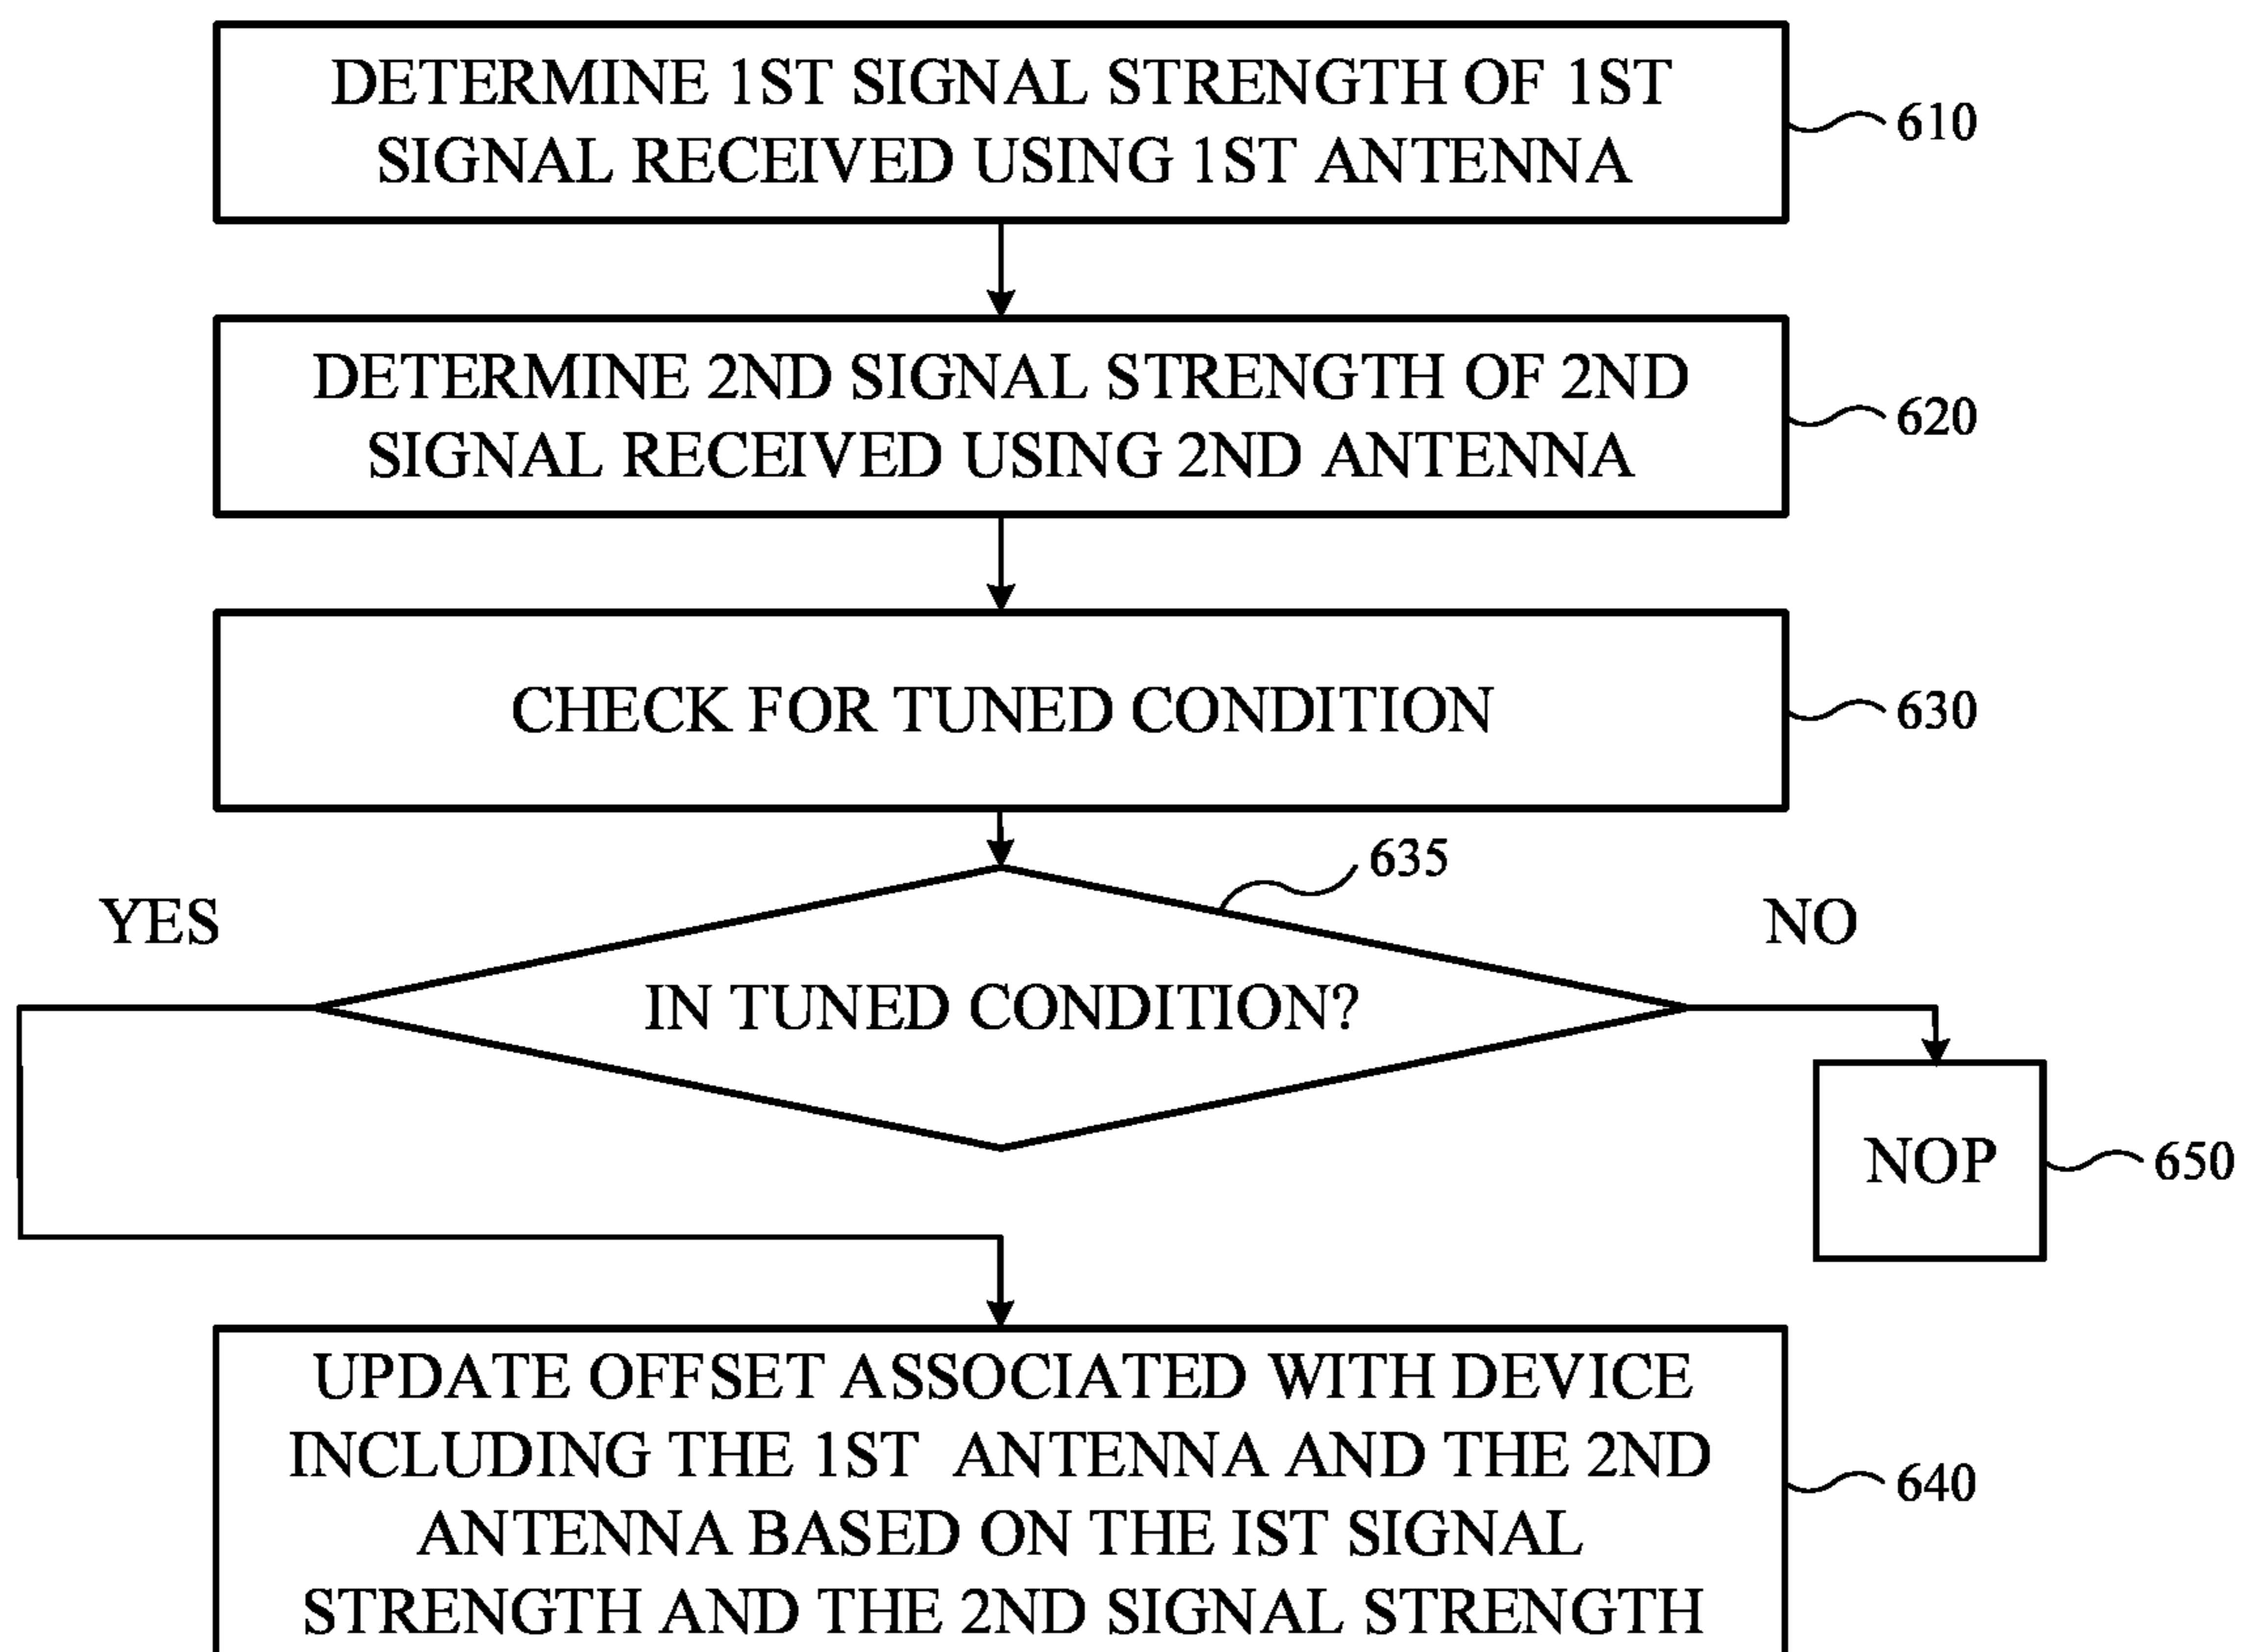 DETERMINE 1ST SIGNAL STRENGTH OF 1ST
SIGNAL RECEIVED USING 1ST ANTENNA
610
DETERMINE 2ND SIGNAL STRENGTH OF 2ND
SIGNAL RECEIVED USING 2ND ANTENNA
620
CHECK FOR TUNED CONDITION
630
635
YES
NO
IN TUNED CONDITION?
NOP
650
UPDATE OFFSET ASSOCIATED WITH DEVICE
INCLUDING THE 1ST ANTENNA AND THE 2ND
ANTENNA BASED ON THE IST SIGNAL
STRENGTH AND THE 2ND SIGNAL STRENGTH
640